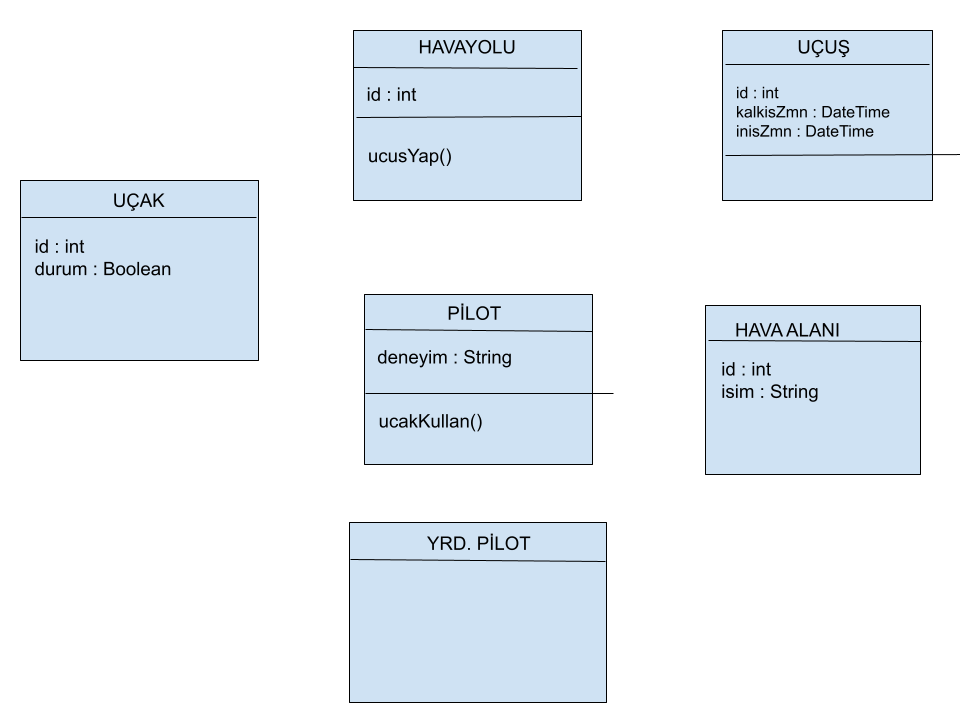 HAVAYOLU
id : int
ucusYap()
UÇUŞ
id : int
kalkisZmn : DateTime
inisZmn : DateTime
UÇAK
id : int
durum : Boolean
PİLOT
deneyim : String
ucakKullan()
HAVA ALANI
id : int
isim : String
YRD. PİLOT